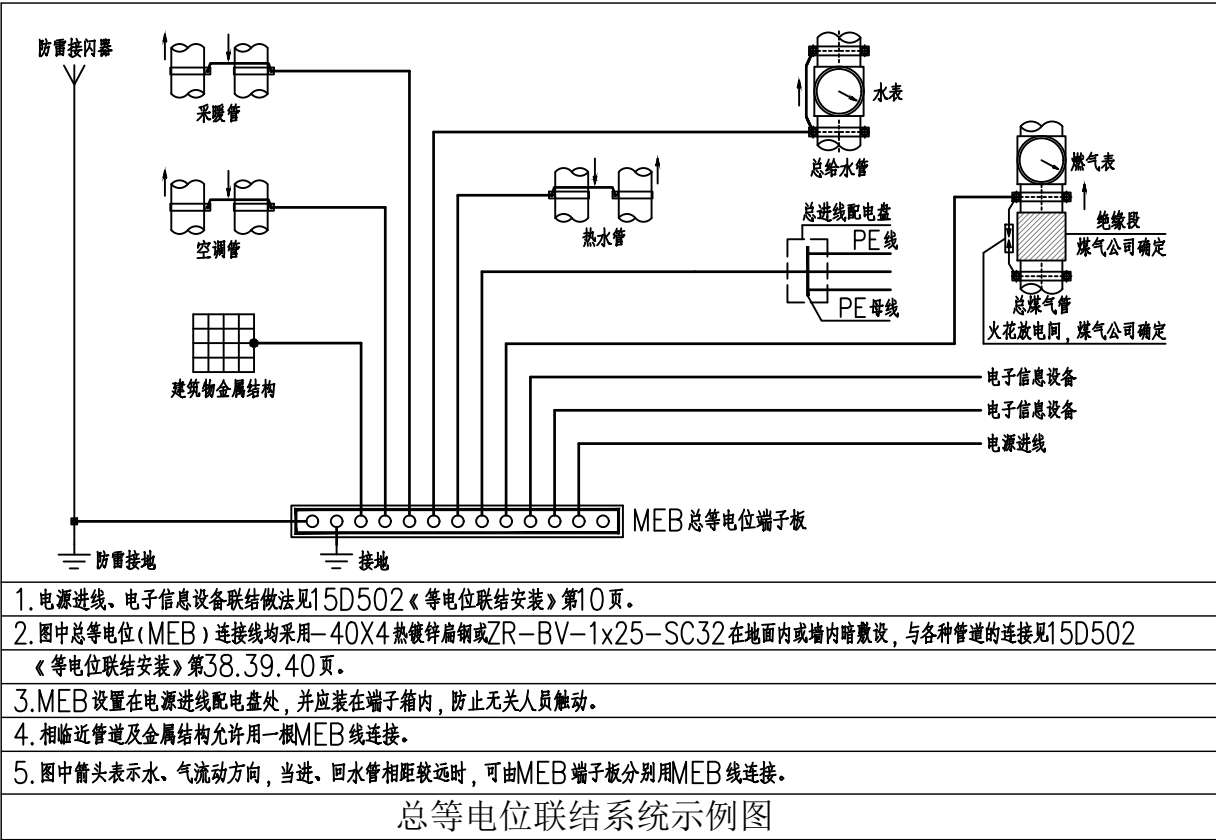 防雷接闪器
采暖管
水表
总给水管
燃气表
空调管
热水管
总进线配电盘
PE线
绝缘段
煤气公司确定
PE母线
总煤气管
火花放电间，煤气公司确定
建筑物金属结构
电子信息设备
电子信息设备
电源进线
MEB总等电位端子板
防雷接地
接地
1.电源进线、电子信息设备联结做法见15D502《等电位联结安装》第10页。
2.图中总等电位(MEB)连接线均采用-40X4热镀锌扁钢或ZR-BV-1x25-SC32在地面内或墙内暗敷设，与各种管道的连接见15D502
《等电位联结安装》第38.39.40页。
3.MEB设置在电源进线配电盘处，并应装在端子箱内，防止无关人员触动。
4.相临近管道及金属结构允许用一根MEB线连接。
5.图中箭头表示水、气流动方向，当进、回水管相距较远时，可由MEB端子板分别用MEB线连接。
总等电位联结系统示例图